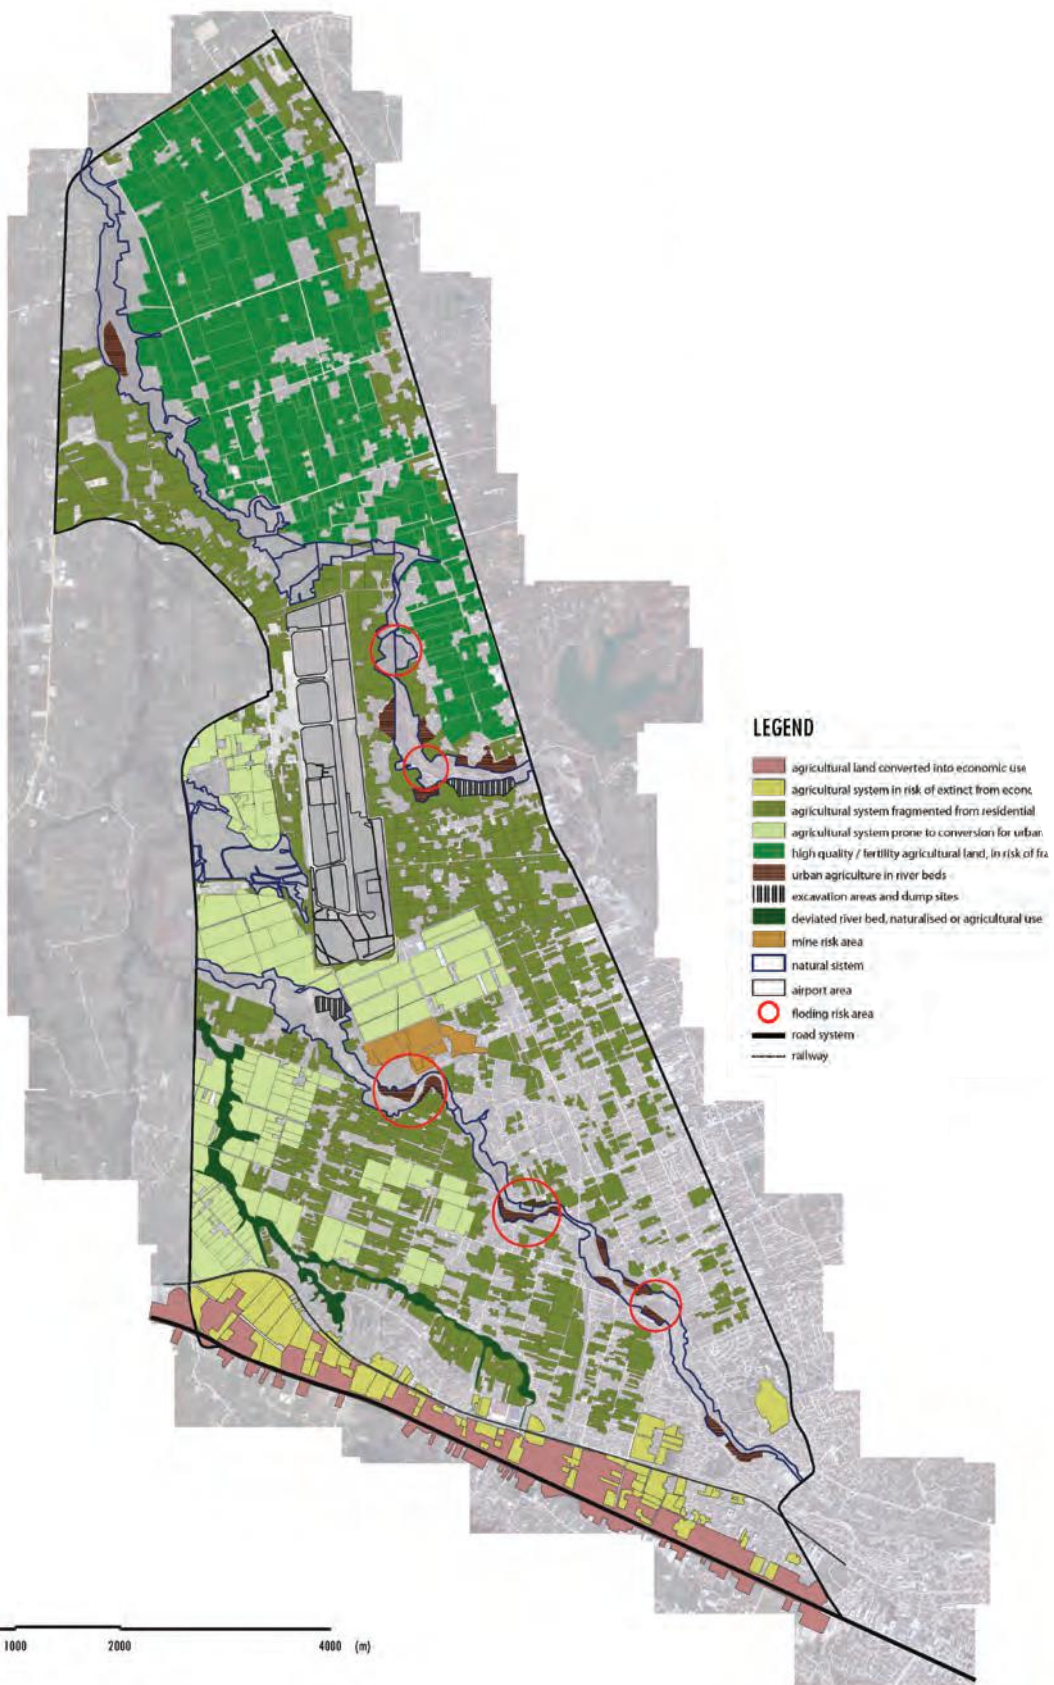 LEGEND
agricultural land converted into economic use
agricultural system in risk of extinct from econc
agricultural system fragmented from residential
agricultural system prone to conversion for urbar
high quality / fertility agricultural land, in risk of fra
urban agriculture in river beds
excavation areas and dump sites
deviated river bed, naturalised or agricultural use
mine risk area
natural sistem
airport area
floding risk area
road system
railway
1000 2000 4000 (m)